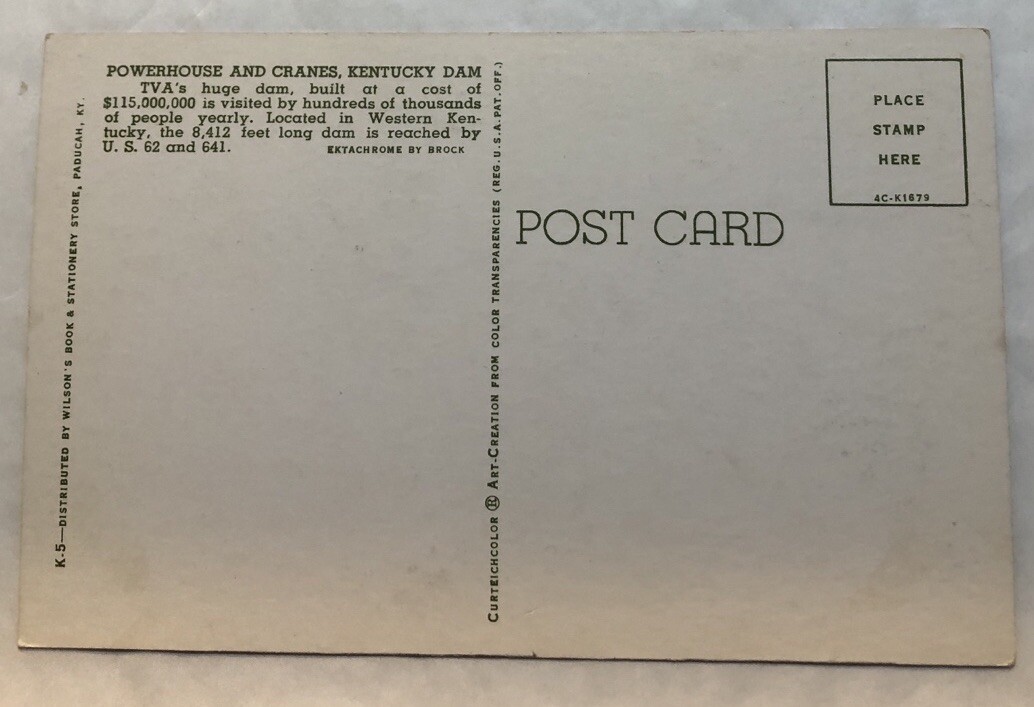 POWERHOUSE AND CRANES, KENTUCKY DAM
TVA's huge dam, built at a cost of
$115,000,000 is visited by hundreds of thousands
of people yearly. Located in Western Ken-
tucky, the 8,412 feet long dam is reached by
U. S. 62 and 641.
EKTACHROME BY BROCK
K-5—DISTRIBUTED BY WILSON'S BOOK & STATIONERY STORE, PADUCAH, KY.
CURTEICHCOLOR ® ART-CREATION FROM COLOR TRANSPARENCIES (REG. U.S.A. PAT. OFF.)
POST CARD
PLACE
STAMP
HERE
4C-K1679